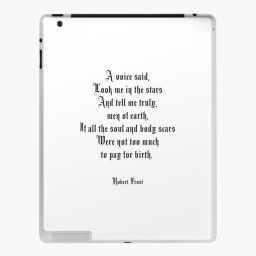 A voice said,
Look me in the stars
And tell me truly,
men of earth,
If all the soul and body scars
Were not too much
to pay for birth.
Robert Frost